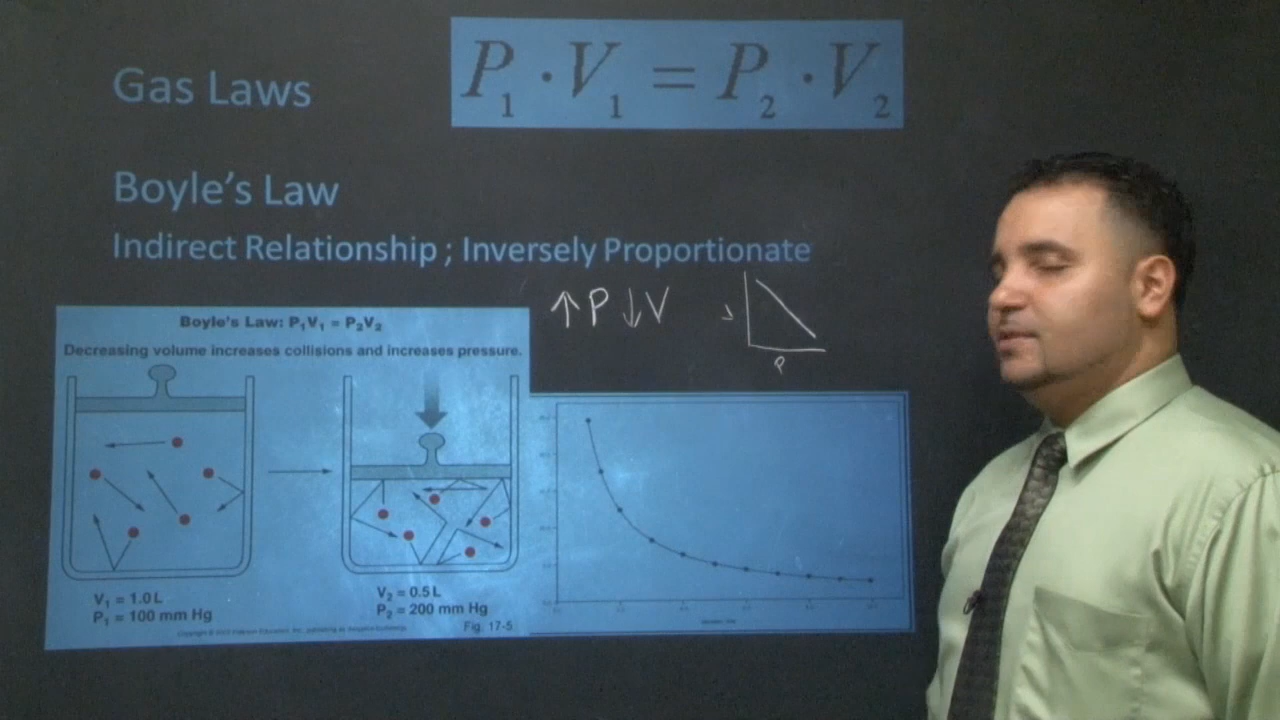 P₁ · V₁ = P₂ · V₂
Gas Laws
Boyle's Law
Indirect Relationship ; Inversely Proportionate
↑P ↓V
P
Boyle's Law: P₁V₁ = P₂V₂
Decreasing volume increases collisions and increases pressure.
V₁ = 1.0 L
P₁ = 100 mm Hg
V₂ = 0.5 L
P₂ = 200 mm Hg
Fig. 17-5